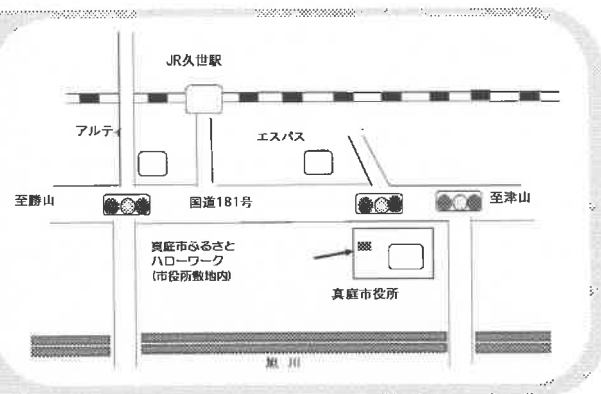 JR久世駅
アルティ
エスパス
至勝山
国道181号
至津山
真庭市ふるさと
ハローワーク
(市役所敷地内)
真庭市役所
旭 川